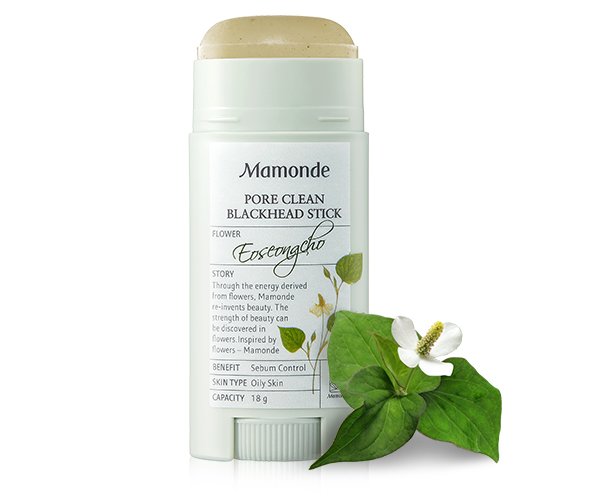 Mamonde
PORE CLEAN
BLACKHEAD STICK
FLOWER
Eoseongcho
STORY
Through the energy derived
from flowers, Mamonde
re-invents beauty. The
strength of beauty can
be discovered in
flowers.Inspired by
flowers – Mamonde
BENEFIT Sebum Control
SKIN TYPE Oily Skin
CAPACITY 18 g